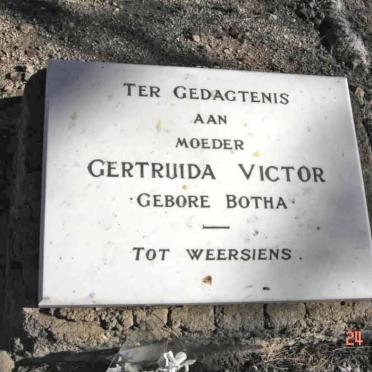 TER GEDAGTENIS
AAN
MOEDER
GERTRUIDA VICTOR
GEBORE BOTHA
TOT WEERSIENS.
24